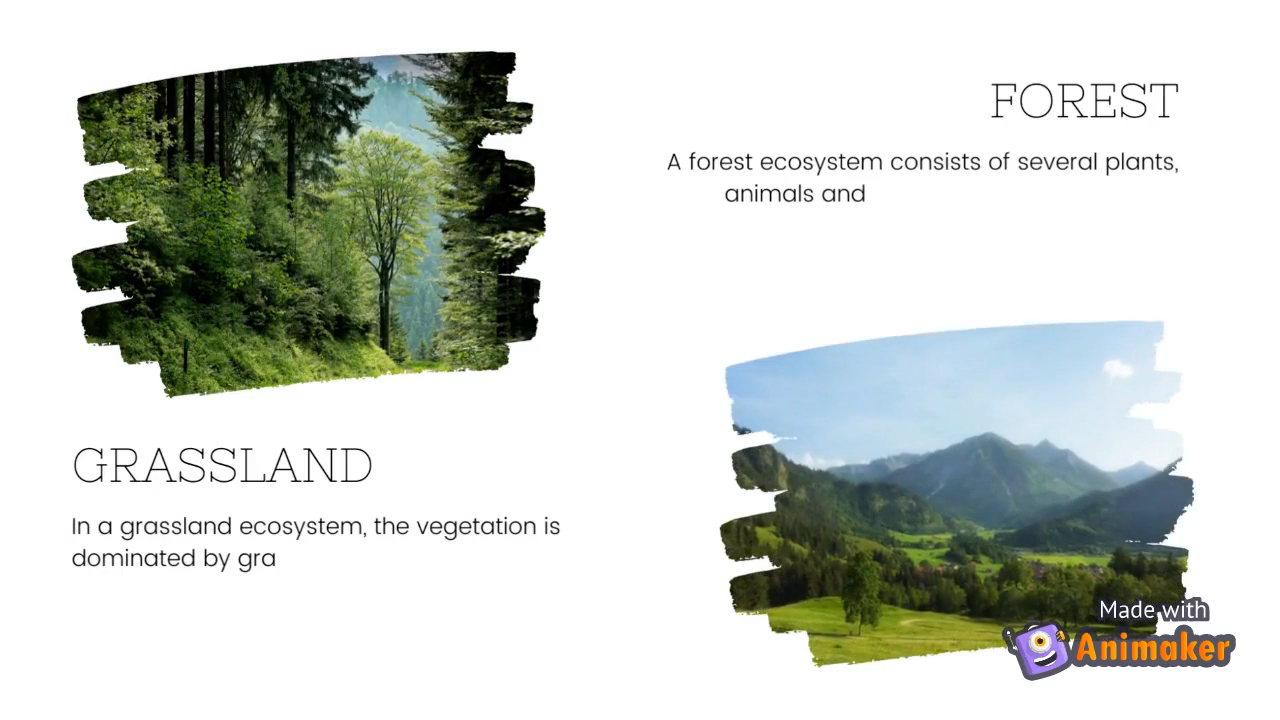 FOREST
A forest ecosystem consists of several plants,
animals and
GRASSLAND
In a grassland ecosystem, the vegetation is
dominated by gra
Made with
Animaker